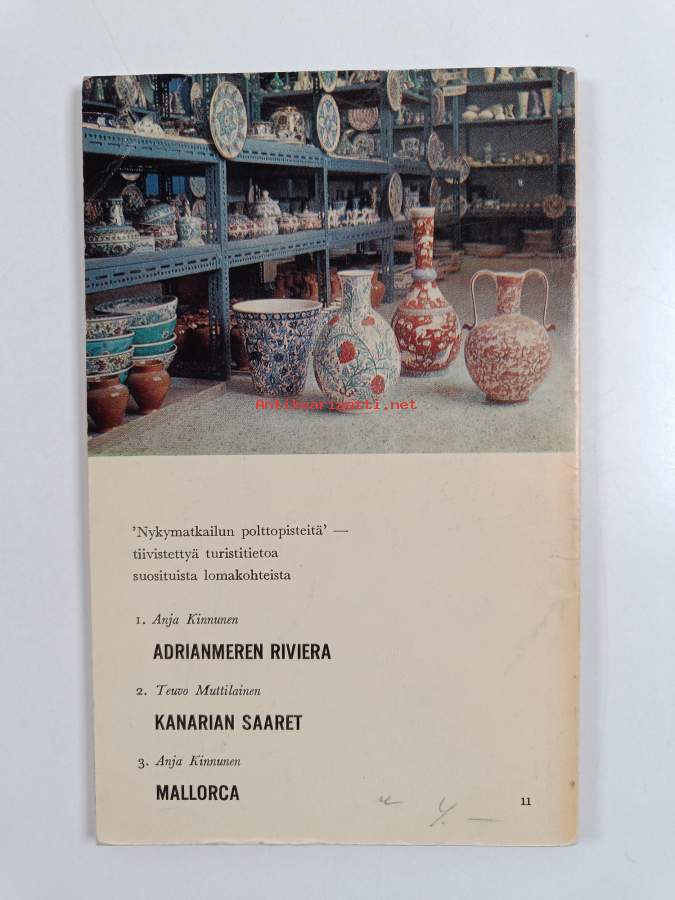 Antikvariaatti.net
'Nykymatkailun polttopisteitä' —
tiivistettyä turistitietoa
suosituista lomakohteista
1. Anja Kinnunen
ADRIANMEREN RIVIERA
2. Teuvo Muttilainen
KANARIAN SAARET
3. Anja Kinnunen
MALLORCA
11